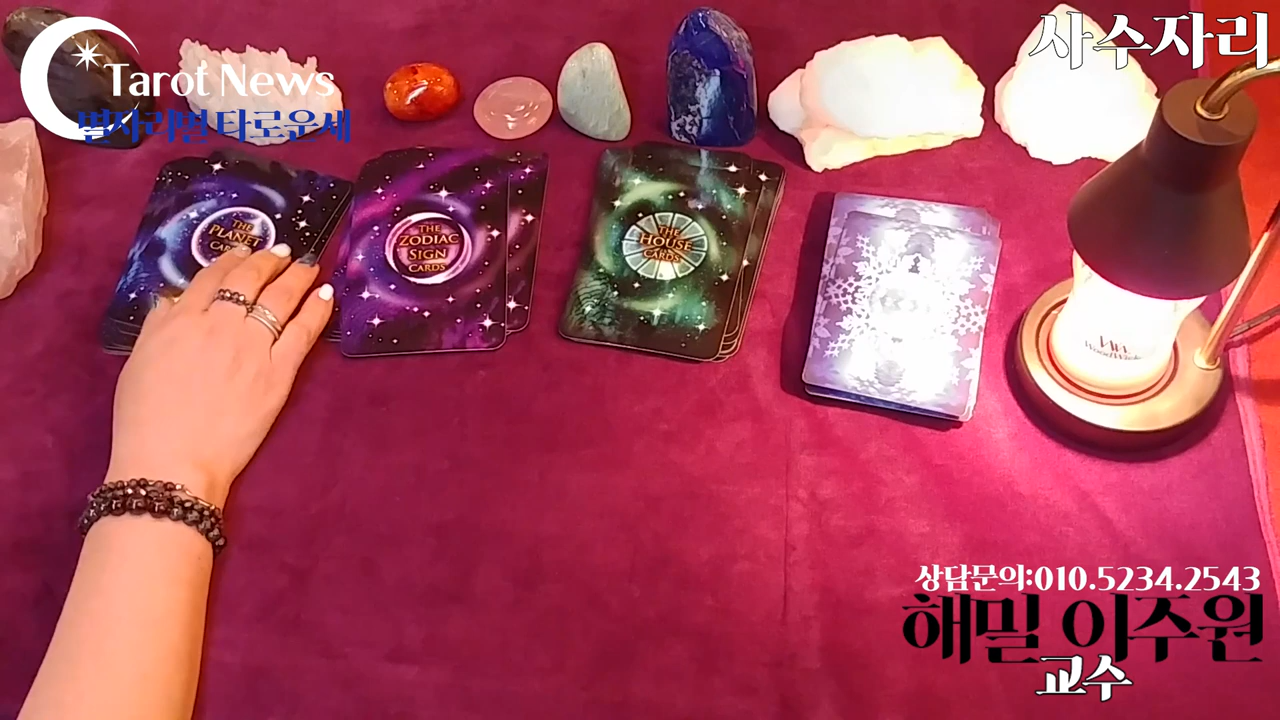 Tarot News
별자리별 타로운세
사수자리
THE
PLANET
CARDS
THE
ZODIAC
SIGN
CARDS
THE
HOUSE
CARDS
WoodWick
상담문의:010.5234.2543
해밀 이주원
교수